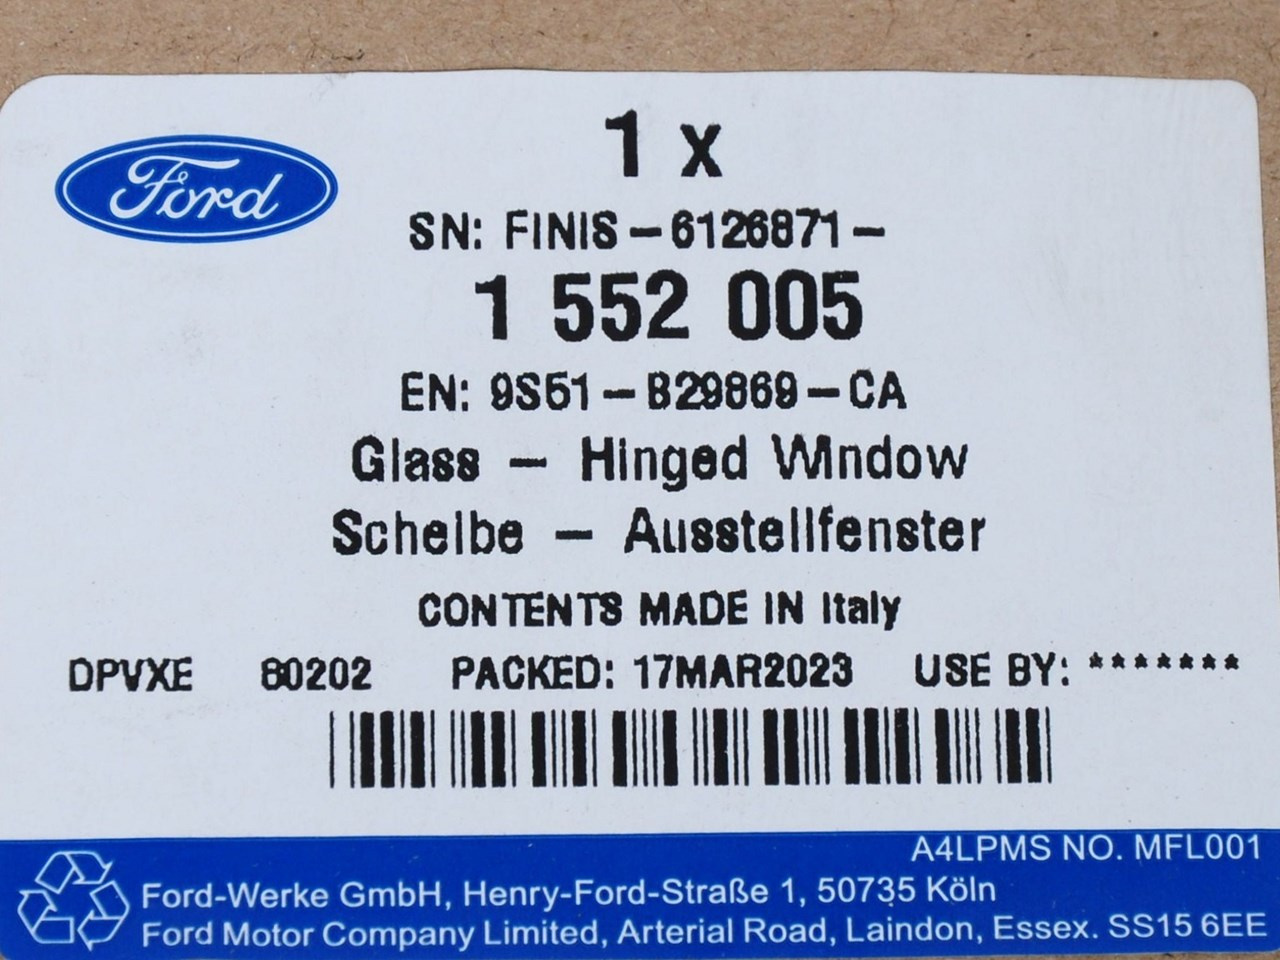 Ford
1 x
SN: FINIS - 6126871 -
1 552 005
EN: 9S51 - B29869 - CA
Glass - Hinged Window
Scheibe - Ausstellfenster
CONTENTS MADE IN Italy
DPVXE 80202 PACKED: 17MAR2023 USE BY: *******
A4LPMS NO. MFL001
Ford-Werke GmbH, Henry-Ford-Straße 1, 50735 Köln
Ford Motor Company Limited, Arterial Road, Laindon, Essex. SS15 6EE